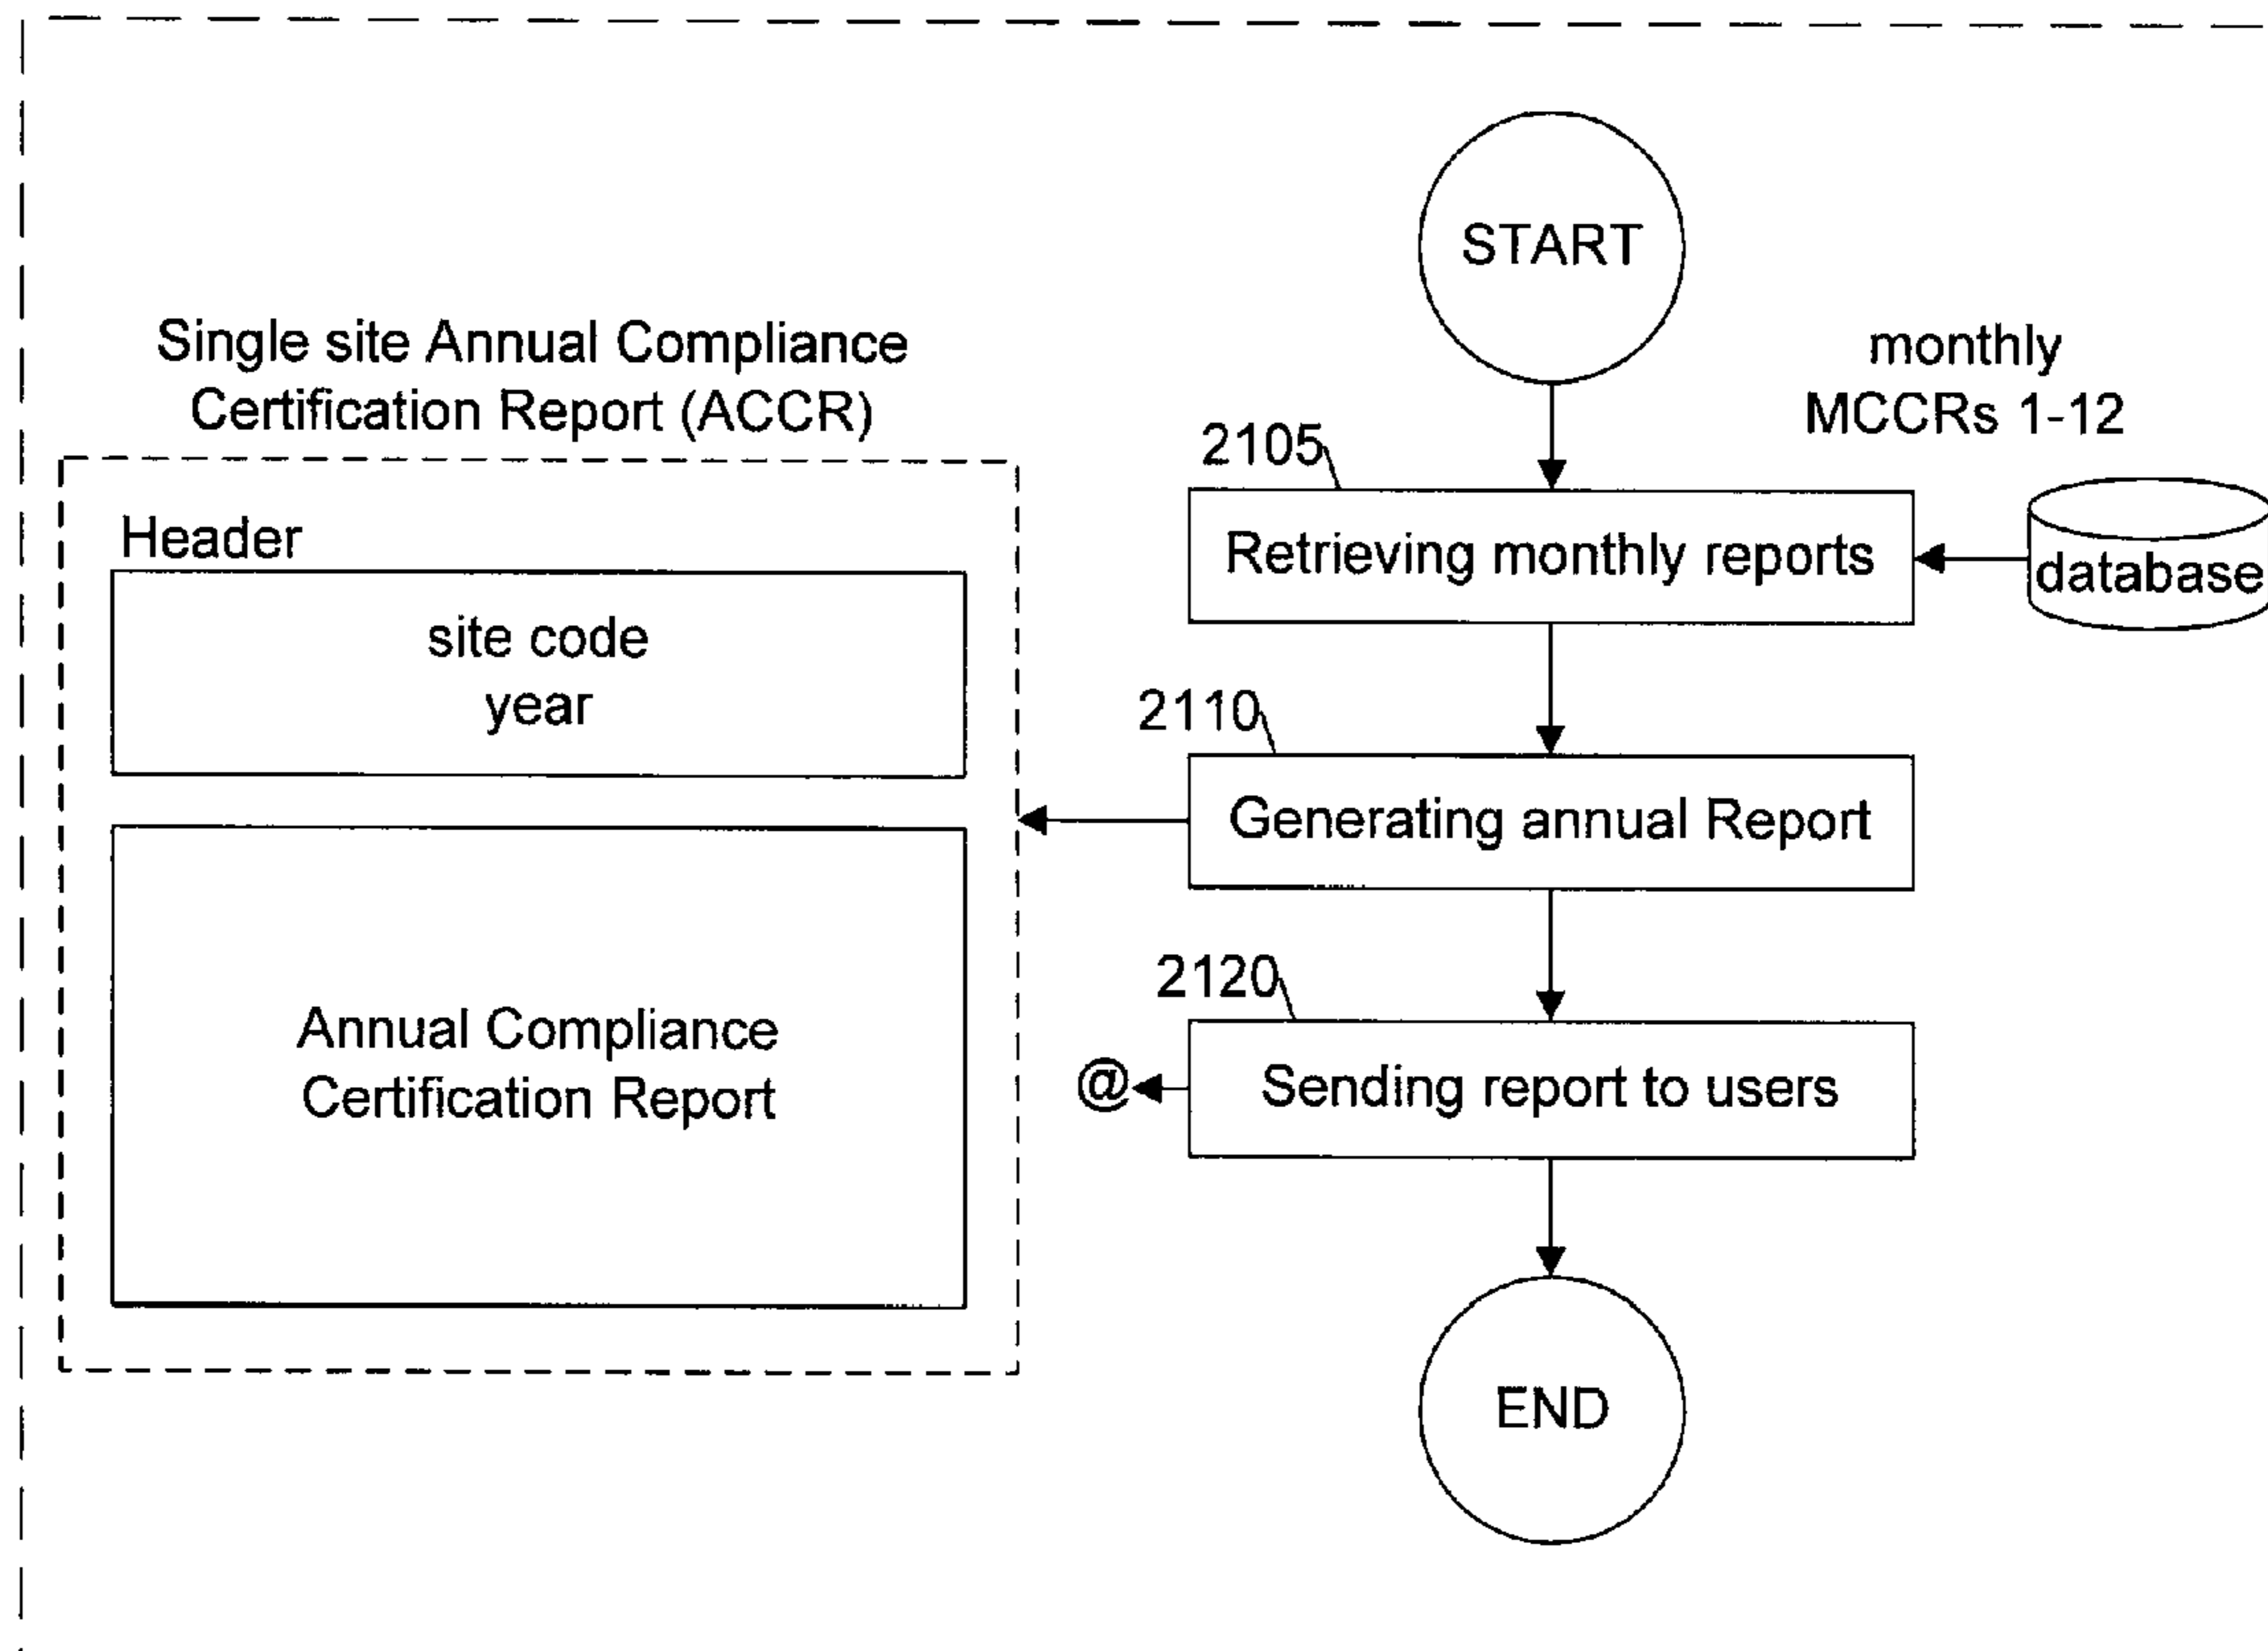 START
Single site Annual Compliance
Certification Report (ACCR)
monthly
MCCRs 1-12
2105
Header
Retrieving monthly reports
database
site code
year
2110
Generating annual Report
2120
Annual Compliance
Certification Report
@
Sending report to users
END